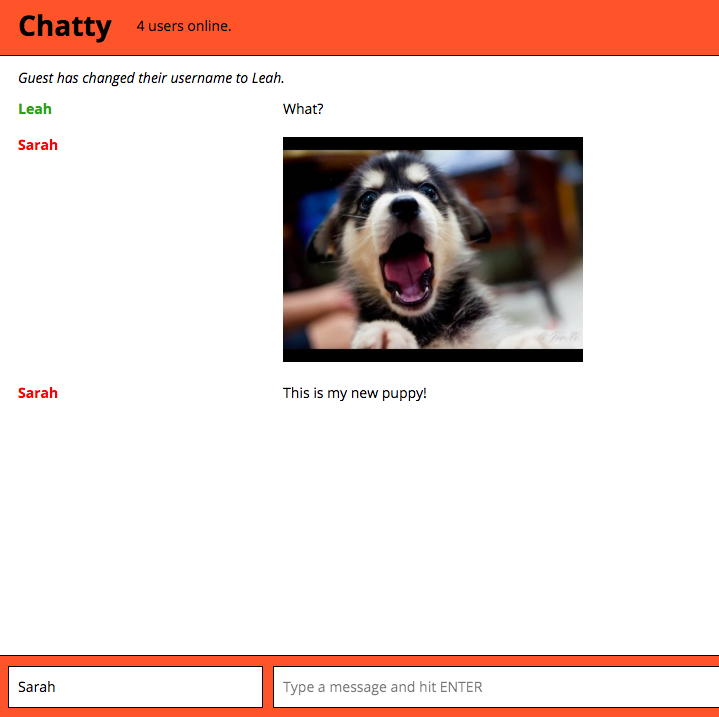 Chatty 4 users online.
Guest has changed their username to Leah.
Leah What?
Sarah
Sarah This is my new puppy!
Sarah Type a message and hit ENTER